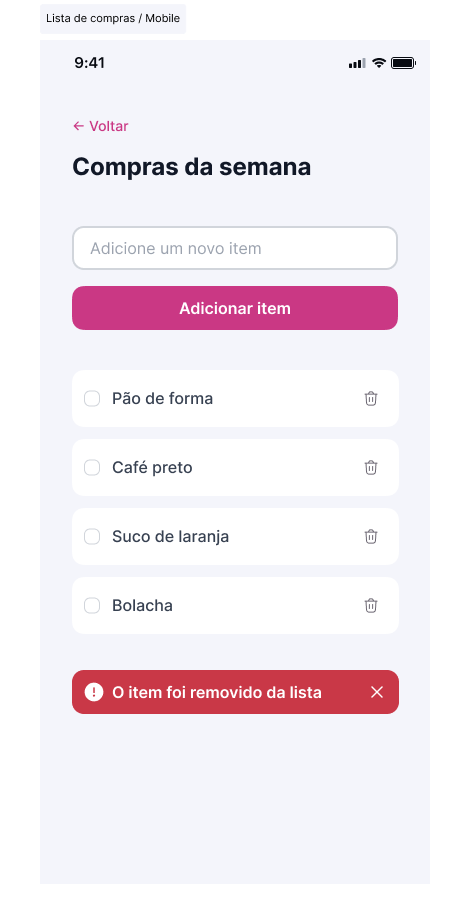 Lista de compras / Mobile
9:41
← Voltar
Compras da semana
Adicione um novo item
Adicionar item
Pão de forma
Café preto
Suco de laranja
Bolacha
O item foi removido da lista